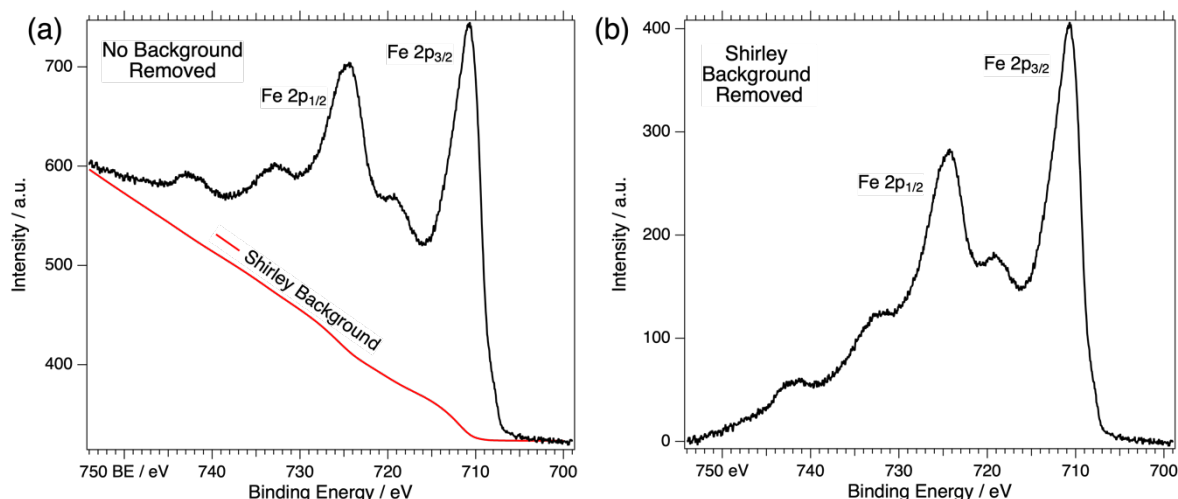 (a)
No Background
Removed
Fe 2p3/2
Fe 2p1/2
Shirley Background
700
600
500
400
Intensity / a.u.
750 BE / eV
740
730
720
710
700
Binding Energy / eV
(b)
Shirley
Background
Removed
Fe 2p3/2
Fe 2p1/2
400
300
200
100
0
Intensity / a.u.
750 eV
740
730
720
710
700
Binding Energy / eV